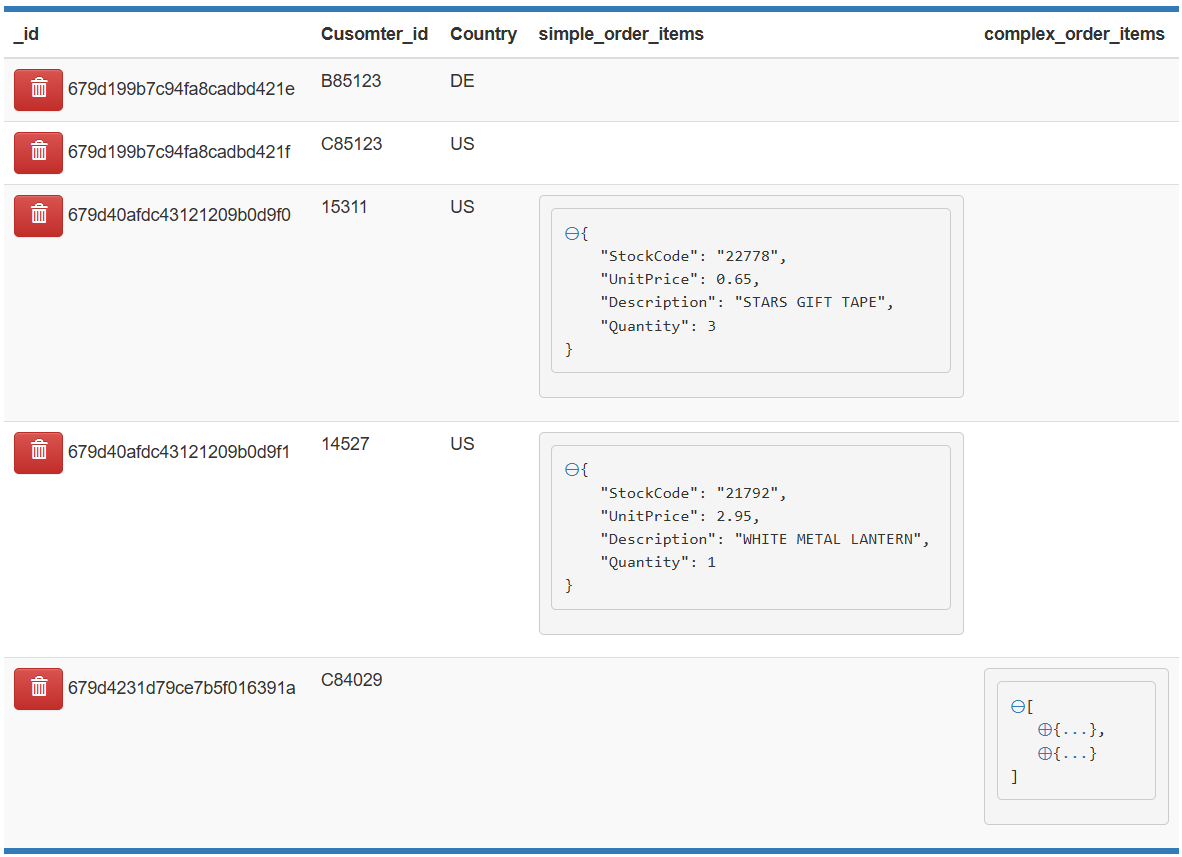 _id Cusomter_id Country simple_order_items complex_order_items
679d199b7c94fa8cadbd421e B85123 DE
679d199b7c94fa8cadbd421f C85123 US
679d40afdc43121209b0d9f0 15311 US
{
"StockCode": "22778",
"UnitPrice": 0.65,
"Description": "STARS GIFT TAPE",
"Quantity": 3
}
679d40afdc43121209b0d9f1 14527 US
{
"StockCode": "21792",
"UnitPrice": 2.95,
"Description": "WHITE METAL LANTERN",
"Quantity": 1
}
679d4231d79ce7b5f016391a C84029
[
{...},
{...}
]